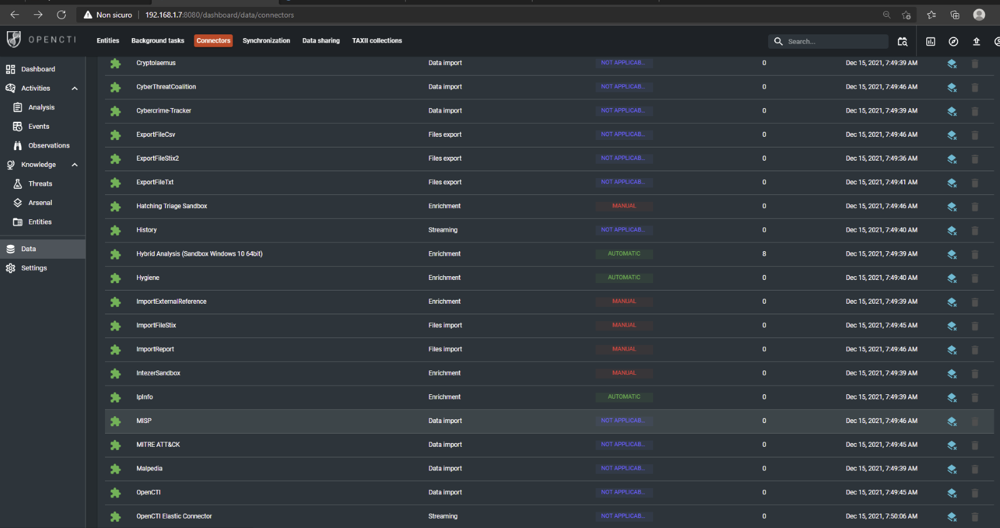 Non sicuro 192.168.1.7:8080/dashboard/data/connectors
OPENCTI Entities Background tasks Connectors Synchronization Data sharing TAXII collections Search...
Dashboard
Activities
Analysis
Events
Observations
Knowledge
Threats
Arsenal
Entities
Data
Settings
Cryptolaemus Data import NOT APPLICAB... 0 Dec 15, 2021, 7:49:39 AM
CyberThreatCoalition Data import NOT APPLICAB... 0 Dec 15, 2021, 7:49:46 AM
Cybercrime-Tracker Data import NOT APPLICAB... 0 Dec 15, 2021, 7:49:39 AM
ExportFileCsv Files export NOT APPLICAB... 0 Dec 15, 2021, 7:49:46 AM
ExportFileStix2 Files export NOT APPLICAB... 0 Dec 15, 2021, 7:49:36 AM
ExportFileTxt Files export NOT APPLICAB... 0 Dec 15, 2021, 7:49:41 AM
Hatching Triage Sandbox Enrichment MANUAL 0 Dec 15, 2021, 7:49:46 AM
History Streaming NOT APPLICAB... 0 Dec 15, 2021, 7:49:40 AM
Hybrid Analysis (Sandbox Windows 10 64bit) Enrichment AUTOMATIC 8 Dec 15, 2021, 7:49:39 AM
Hygiene Enrichment AUTOMATIC 0 Dec 15, 2021, 7:49:40 AM
ImportExternalReference Enrichment MANUAL 0 Dec 15, 2021, 7:49:39 AM
ImportFileStix Files import MANUAL 0 Dec 15, 2021, 7:49:45 AM
ImportReport Files import MANUAL 0 Dec 15, 2021, 7:49:46 AM
IntezerSandbox Enrichment MANUAL 0 Dec 15, 2021, 7:49:39 AM
IpInfo Enrichment AUTOMATIC 0 Dec 15, 2021, 7:49:39 AM
MISP Data import NOT APPLICAB... 0 Dec 15, 2021, 7:49:46 AM
MITRE ATT&CK Data import NOT APPLICAB... 0 Dec 15, 2021, 7:49:45 AM
Malpedia Data import NOT APPLICAB... 0 Dec 15, 2021, 7:49:39 AM
OpenCTI Data import NOT APPLICAB... 0 Dec 15, 2021, 7:49:45 AM
OpenCTI Elastic Connector Streaming NOT APPLICAB... 0 Dec 15, 2021, 7:50:06 AM